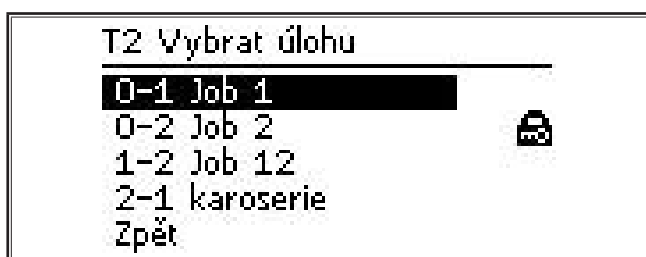 T2 Vybrat úlohu
0-1 Job 1
0-2 Job 2
1-2 Job 12
2-1 karoserie
Zpět